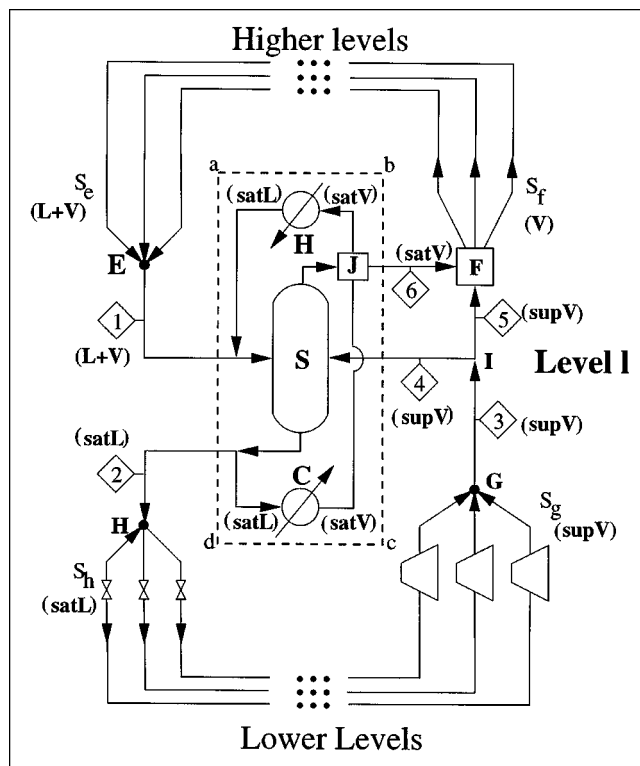 Higher levels
S_e
(L+V)
S_f
(V)
a
b
(satL)
(satV)
H
E
J
(satV)
F
6
1
5
(supV)
(L+V)
S
I
Level l
4
(supV)
3
(supV)
(satL)
2
C
(satL)
(satV)
G
S_g
(supV)
H
d
c
S_h
(satL)
Lower Levels